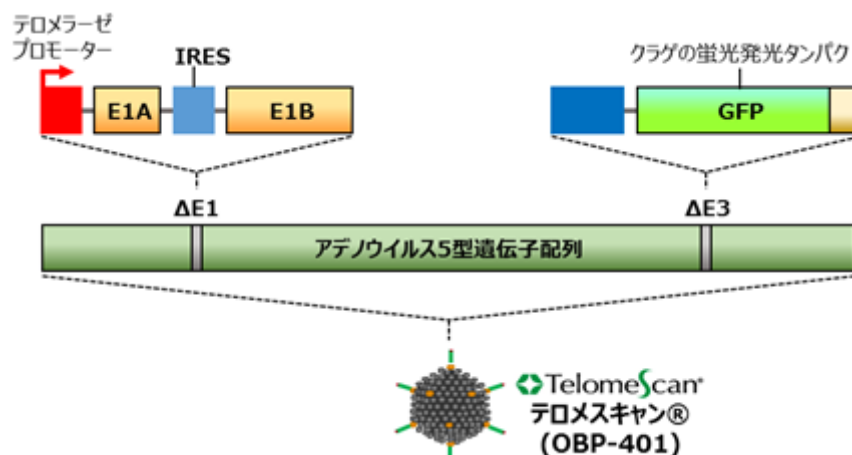 テロメラーゼ
プロモーター
IRES
クラゲの蛍光発光タンパク
E1A
E1B
GFP
ΔE1
ΔE3
アデノウイルス5型遺伝子配列
TelomeScan®
テロメスキャン®
(OBP-401)